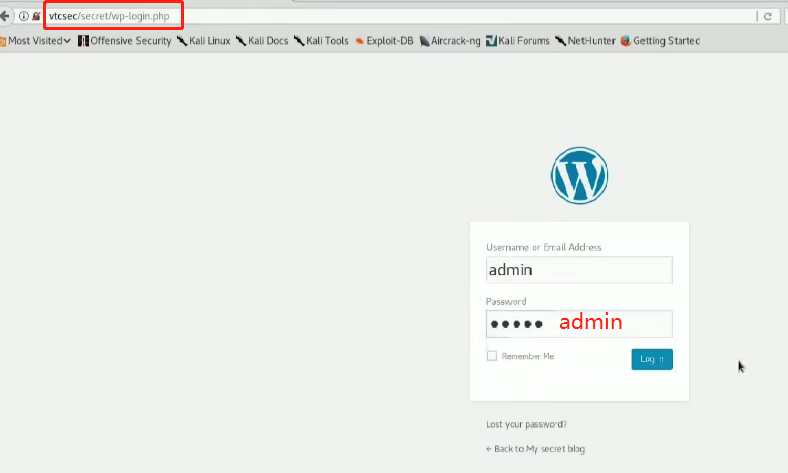 vtcsec/secret/wp-login.php
Most Visited Offensive Security Kali Linux Kali Docs Kali Tools Exploit-DB Aircrack-ng Kali Forums NetHunter Getting Started
Username or Email Address
admin
Password
admin
Remember Me Log In
Lost your password?
← Back to My secret blog